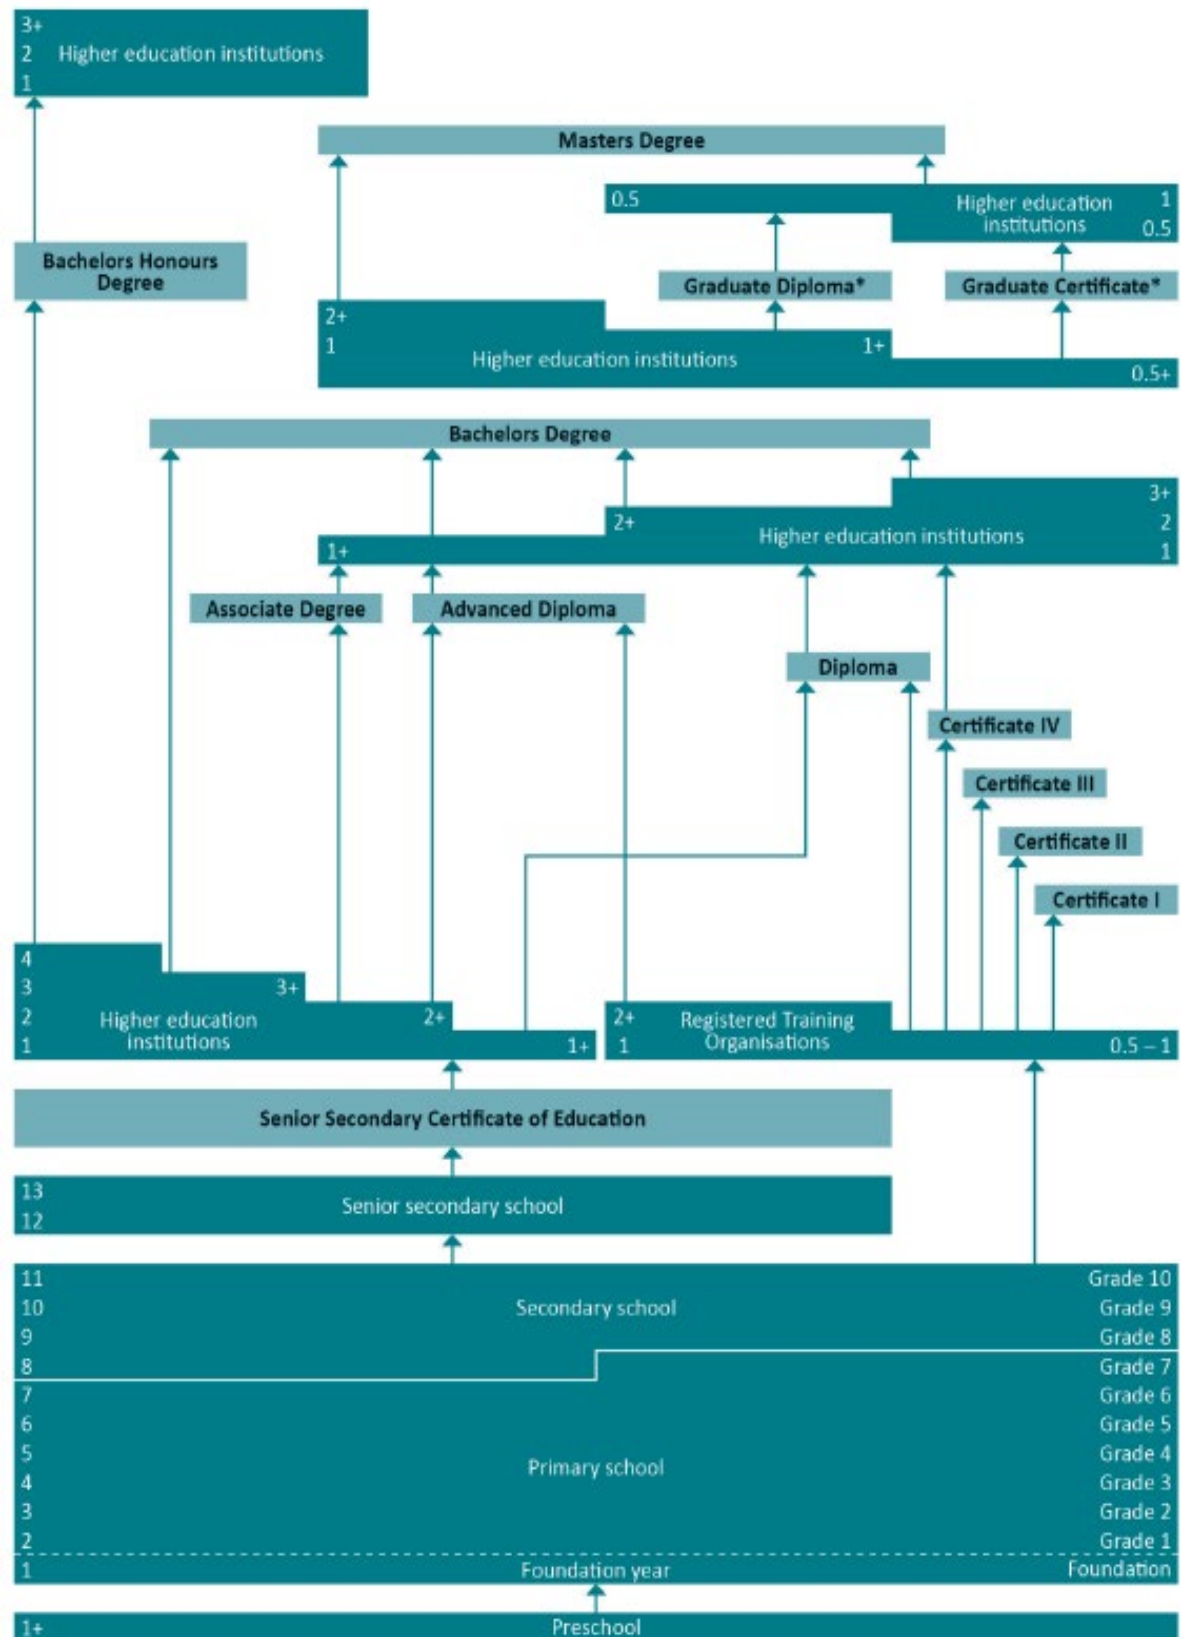 3+
2 Higher education institutions
1
Masters Degree
0.5
Higher education
institutions
1
0.5
Bachelors Honours
Degree
Graduate Diploma*
Graduate Certificate*
2+
1
Higher education institutions
1+
0.5+
Bachelors Degree
3+
2+
2
Higher education institutions
1+
1
Associate Degree
Advanced Diploma
Diploma
Certificate IV
Certificate III
Certificate II
Certificate I
4
3
3+
2
Higher education
institutions
2+
1
1+
2+
1
Registered Training
Organisations
0.5 – 1
Senior Secondary Certificate of Education
13
12
Senior secondary school
11 Grade 10
10 Secondary school Grade 9
9 Grade 8
8 Grade 7
7 Grade 6
6 Grade 5
5 Grade 4
Primary school
4 Grade 3
3 Grade 2
2 Grade 1
1 Foundation year Foundation
1+ Preschool